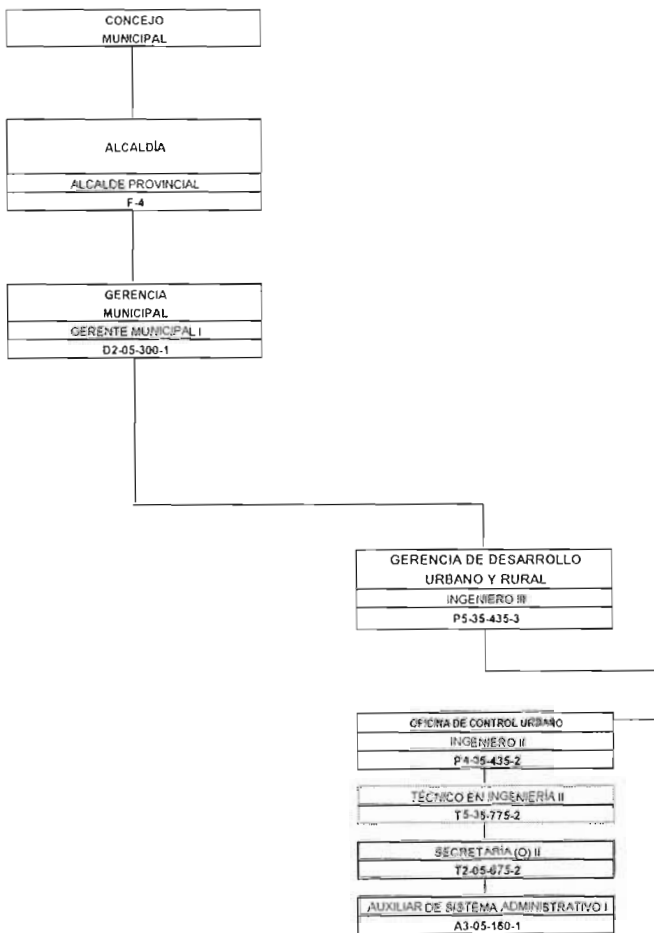 CONCEJO
MUNICIPAL
ALCALDÍA
ALCALDE PROVINCIAL
F-4
GERENCIA
MUNICIPAL
GERENTE MUNICIPAL I
D2-05-300-1
GERENCIA DE DESARROLLO
URBANO Y RURAL
INGENIERO III
P5-35-435-3
OFICINA DE CONTROL URBANO
INGENIERO II
P4-35-435-2
TÉCNICO EN INGENIERÍA II
T5-35-775-2
SECRETARÍA (O) II
T2-05-675-2
AUXILIAR DE SISTEMA ADMINISTRATIVO I
A3-05-160-1